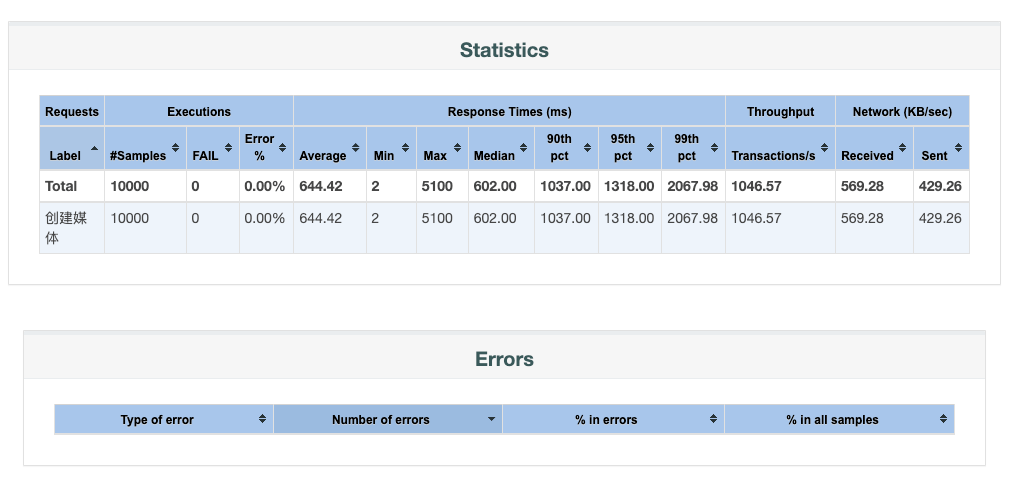 Statistics
Requests Executions Response Times (ms) Throughput Network (KB/sec)
Label #Samples FAIL Error % Average Min Max Median 90th pct 95th pct 99th pct Transactions/s Received Sent
Total 10000 0 0.00% 644.42 2 5100 602.00 1037.00 1318.00 2067.98 1046.57 569.28 429.26
创建媒体 10000 0 0.00% 644.42 2 5100 602.00 1037.00 1318.00 2067.98 1046.57 569.28 429.26
Errors
Type of error Number of errors % in errors % in all samples